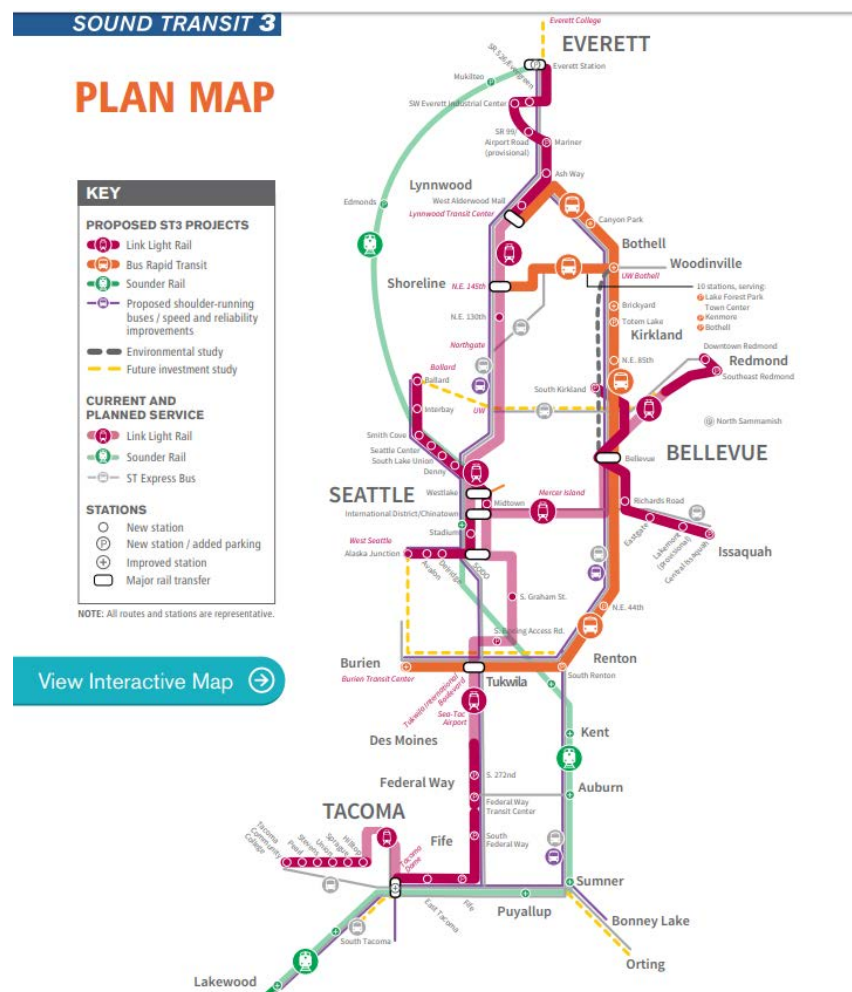 SOUND TRANSIT 3
PLAN MAP
KEY
PROPOSED ST3 PROJECTS
Link Light Rail
Bus Rapid Transit
Sounder Rail
Proposed shoulder-running
buses / speed and reliability
improvements
Environmental study
Future investment study
CURRENT AND
PLANNED SERVICE
Link Light Rail
Sounder Rail
ST Express Bus
STATIONS
New station
P
New station / added parking
Improved station
Major rail transfer
NOTE: All routes and stations are representative.
View Interactive Map
Everett College
EVERETT
SR 526/Evergreen
Everett Station
Mukilteo
SW Everett Industrial Center
SR 99/
Airport Road
(provisional)
Mariner
Ash Way
Lynnwood
West Alderwood Mall
Lynnwood Transit Center
Edmonds
Canyon Park
Bothell
Woodinville
UW Bothell
Shoreline
N.E. 145th
10 stations, serving:
Lake Forest Park
Town Center
Kenmore
Bothell
N.E. 130th
Brickyard
Totem Lake
Kirkland
Northgate
N.E. 85th
Downtown Redmond
Redmond
Southeast Redmond
Ballard
Ballard
South Kirkland
Interbay
UW
North Sammamish
Smith Cove
Seattle Center
South Lake Union
Denny
Bellevue
BELLEVUE
SEATTLE
Westlake
Midtown
Mercer Island
Richards Road
International District/Chinatown
Stadium
Eastgate
Lakemont
(provisional)
Central Issaquah
Issaquah
West Seattle
Alaska Junction
Avalon
Delridge
SODO
S. Graham St.
N.E. 44th
S. Boeing Access Rd.
Burien
Burien Transit Center
Renton
South Renton
Tukwila
Tukwila International
Boulevard
Sea-Tac
Airport
Kent
Des Moines
S. 272nd
Federal Way
Federal Way
Transit Center
Auburn
TACOMA
Fife
South
Federal Way
Tacoma
Community
College
Pearl
Stevens
Union
Sprague
Hilltop
Tacoma
Dome
East Tacoma
Fife
Sumner
Puyallup
Bonney Lake
South Tacoma
Orting
Lakewood